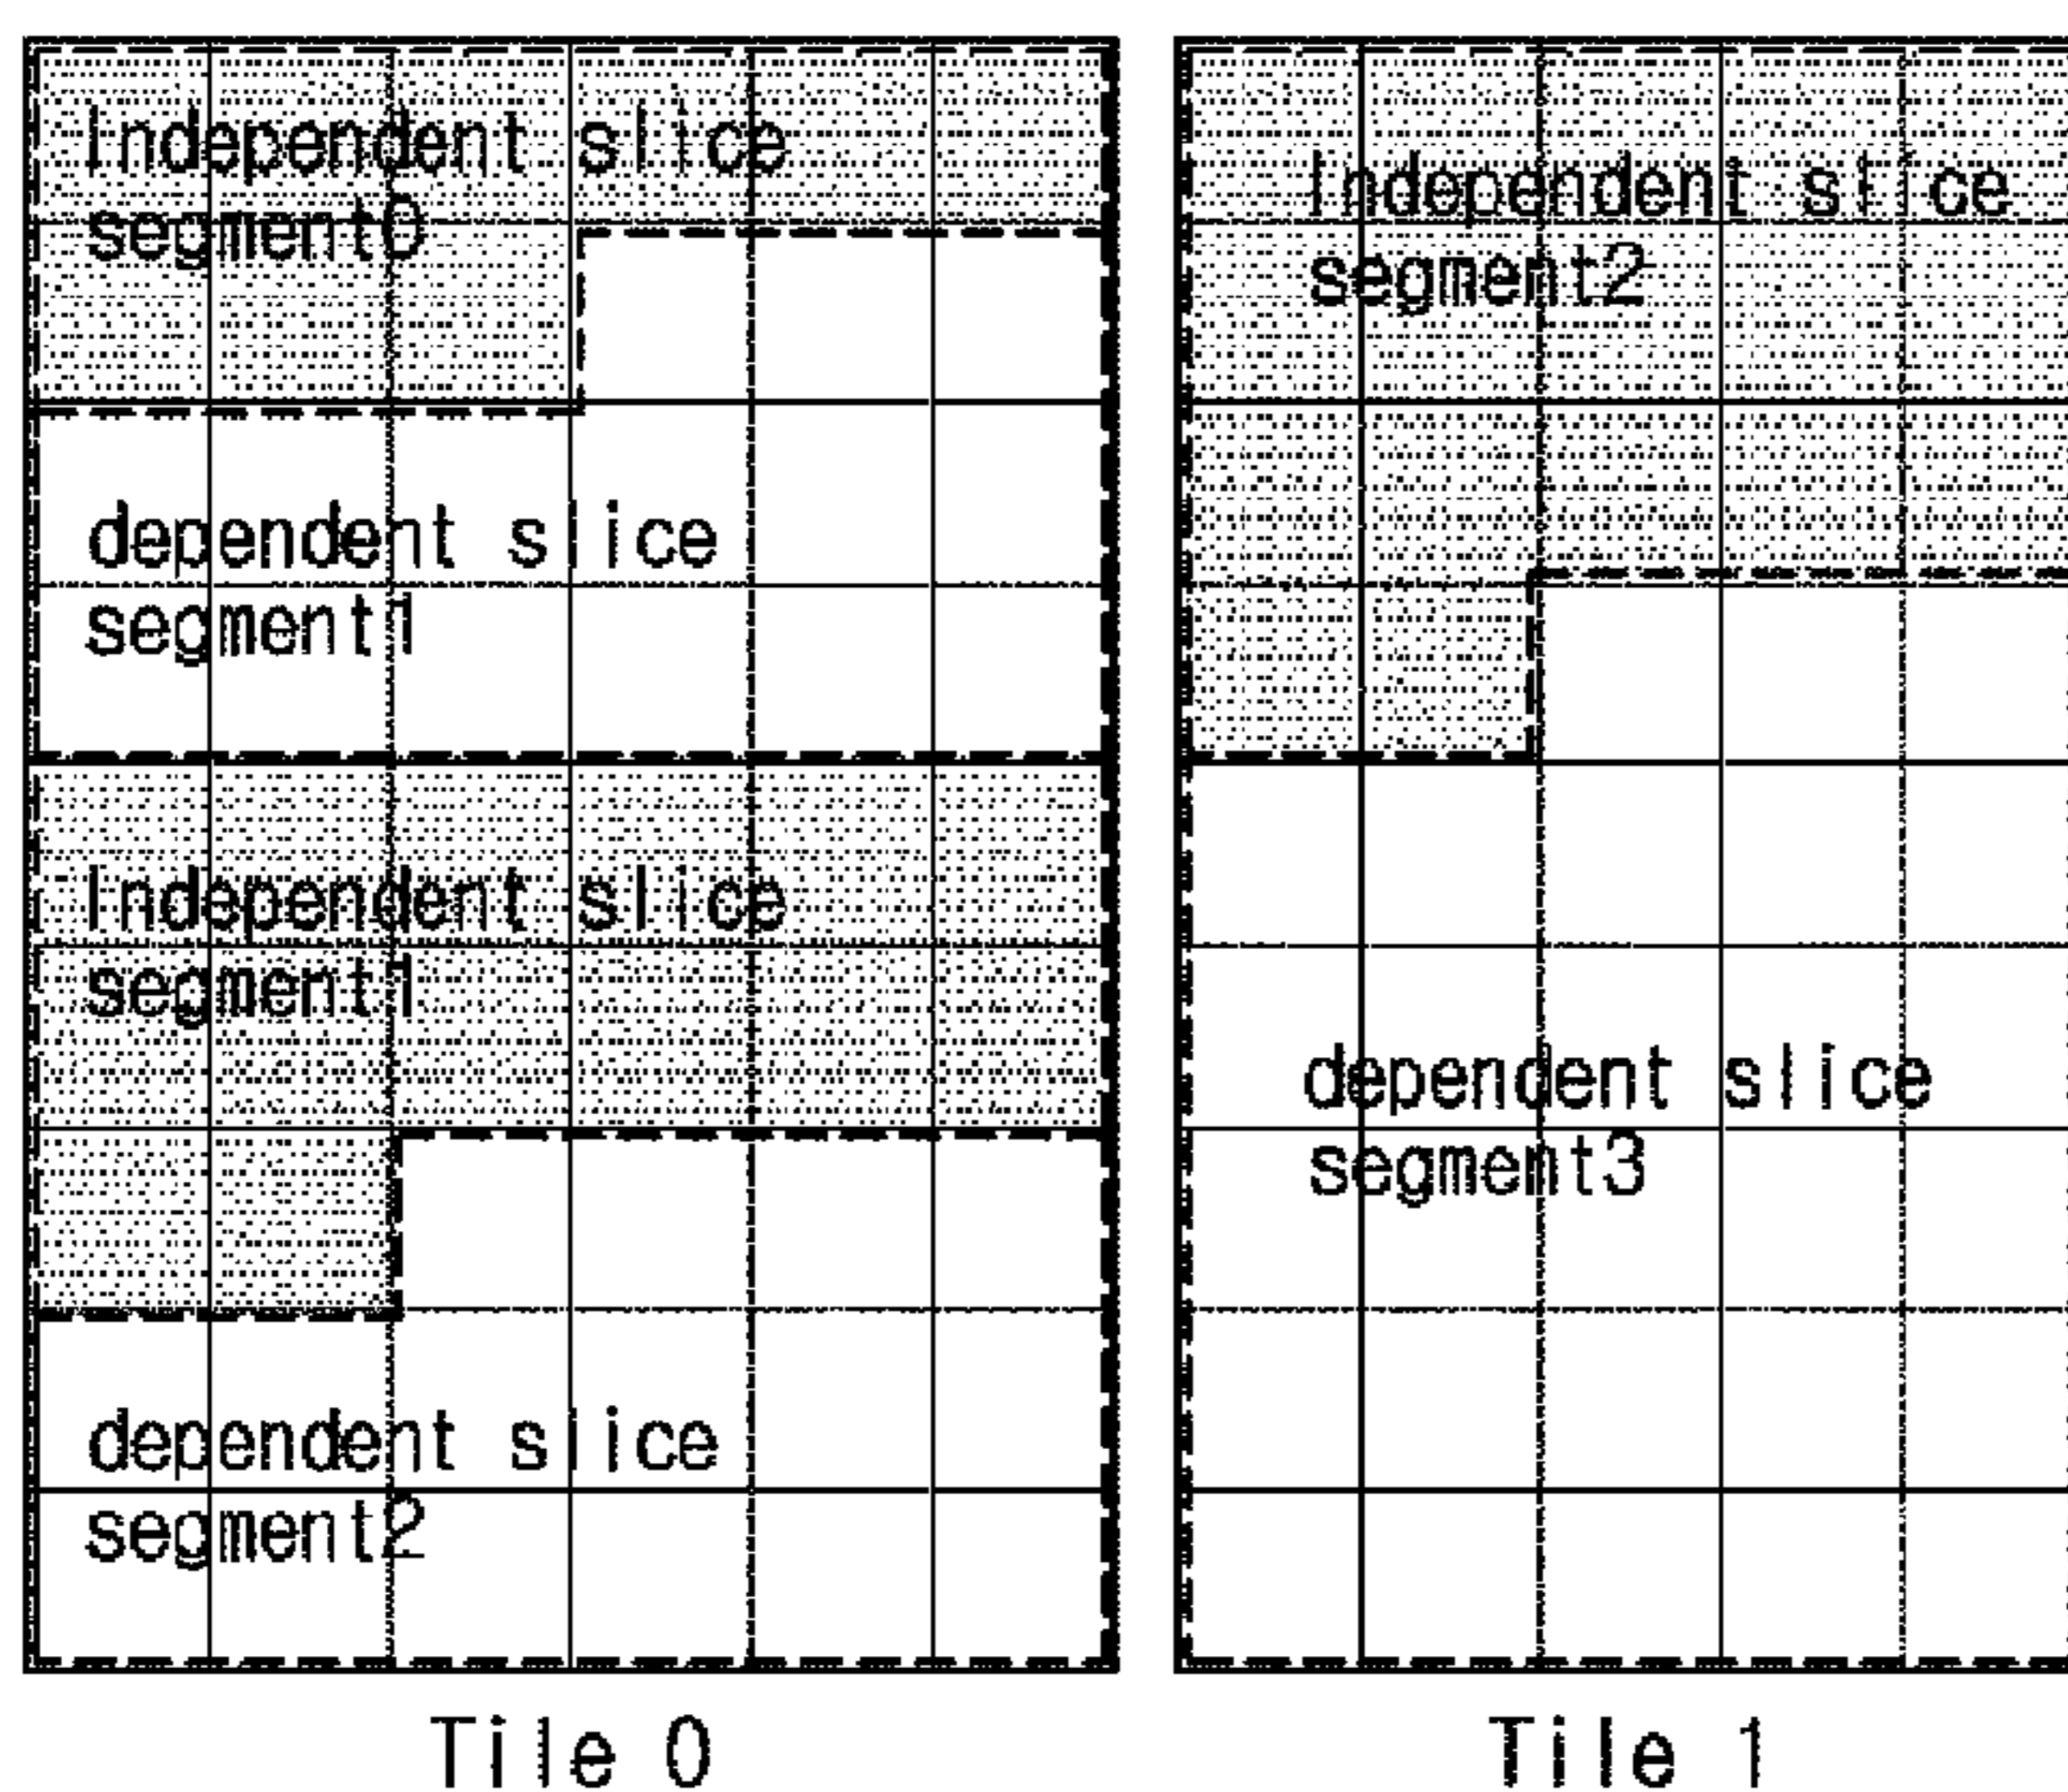 Independent slice
segment0
dependent slice
segment1
Independent slice
segment1
dependent slice
segment2
Tile 0
Independent slice
segment2
dependent slice
segment3
Tile 1